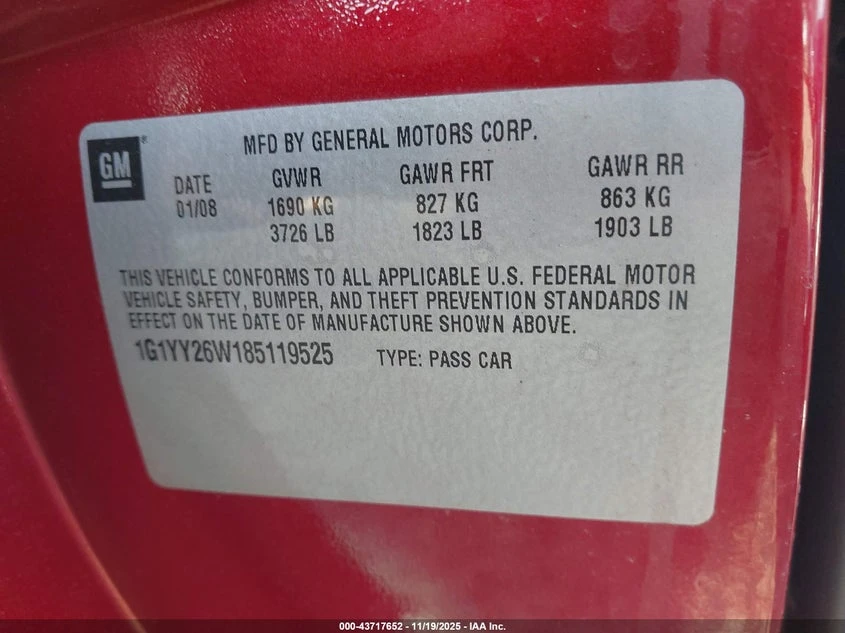 GM®
MFD BY GENERAL MOTORS CORP.
DATE GVWR GAWR FRT GAWR RR
01/08 1690 KG 827 KG 863 KG
3726 LB 1823 LB 1903 LB
THIS VEHICLE CONFORMS TO ALL APPLICABLE U.S. FEDERAL MOTOR
VEHICLE SAFETY, BUMPER, AND THEFT PREVENTION STANDARDS IN
EFFECT ON THE DATE OF MANUFACTURE SHOWN ABOVE.
1G1YY26W185119525 TYPE: PASS CAR
000-43717652 - 11/19/2025 - IAA Inc.